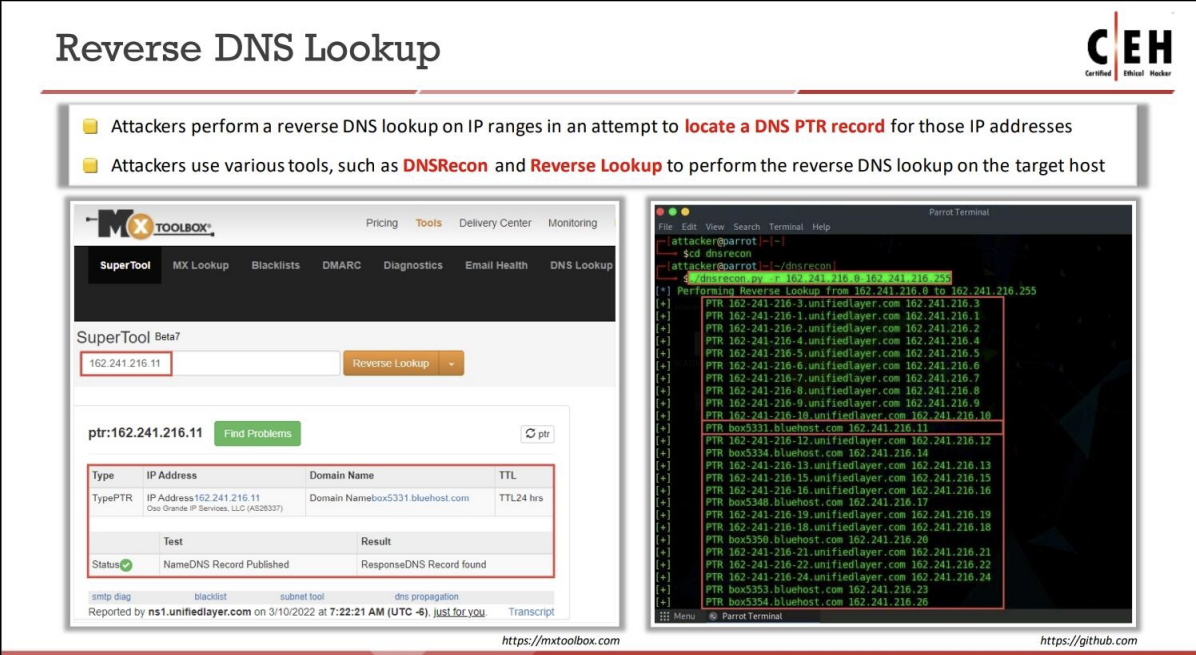 Reverse DNS Lookup
CEH
Certified Ethical Hacker
Attackers perform a reverse DNS lookup on IP ranges in an attempt to locate a DNS PTR record for those IP addresses
Attackers use various tools, such as DNSRecon and Reverse Lookup to perform the reverse DNS lookup on the target host
MX TOOLBOX®
Pricing Tools Delivery Center Monitoring
SuperTool MX Lookup Blacklists DMARC Diagnostics Email Health DNS Lookup
SuperTool Beta7
162.241.216.11 Reverse Lookup
ptr:162.241.216.11 Find Problems ptr
Type IP Address Domain Name TTL
TypePTR IP Address162.241.216.11 Domain Namebox5331.bluehost.com TTL24 hrs
Oso Grande IP Services, LLC (AS26337)
Test Result
Status NameDNS Record Published ResponseDNS Record found
smtp diag blacklist subnet tool dns propagation
Reported by ns1.unifiedlayer.com on 3/10/2022 at 7:22:21 AM (UTC -6), just for you. Transcript
https://mxtoolbox.com
Parrot Terminal
File Edit View Search Terminal Help
[attacker@parrot]-[~]
$cd dnsrecon
[attacker@parrot]-[~/dnsrecon]
$./dnsrecon.py -r 162.241.216.0-162.241.216.255
[*] Performing Reverse Lookup from 162.241.216.0 to 162.241.216.255
[+] PTR 162-241-216-3.unifiedlayer.com 162.241.216.3
[+] PTR 162-241-216-1.unifiedlayer.com 162.241.216.1
[+] PTR 162-241-216-2.unifiedlayer.com 162.241.216.2
[+] PTR 162-241-216-4.unifiedlayer.com 162.241.216.4
[+] PTR 162-241-216-5.unifiedlayer.com 162.241.216.5
[+] PTR 162-241-216-6.unifiedlayer.com 162.241.216.6
[+] PTR 162-241-216-7.unifiedlayer.com 162.241.216.7
[+] PTR 162-241-216-8.unifiedlayer.com 162.241.216.8
[+] PTR 162-241-216-9.unifiedlayer.com 162.241.216.9
[+] PTR 162-241-216-10.unifiedlayer.com 162.241.216.10
[+] PTR box5331.bluehost.com 162.241.216.11
[+] PTR 162-241-216-12.unifiedlayer.com 162.241.216.12
[+] PTR box5334.bluehost.com 162.241.216.14
[+] PTR 162-241-216-13.unifiedlayer.com 162.241.216.13
[+] PTR 162-241-216-15.unifiedlayer.com 162.241.216.15
[+] PTR 162-241-216-16.unifiedlayer.com 162.241.216.16
[+] PTR box5348.bluehost.com 162.241.216.17
[+] PTR 162-241-216-19.unifiedlayer.com 162.241.216.19
[+] PTR 162-241-216-18.unifiedlayer.com 162.241.216.18
[+] PTR box5350.bluehost.com 162.241.216.20
[+] PTR 162-241-216-21.unifiedlayer.com 162.241.216.21
[+] PTR 162-241-216-22.unifiedlayer.com 162.241.216.22
[+] PTR 162-241-216-24.unifiedlayer.com 162.241.216.24
[+] PTR box5353.bluehost.com 162.241.216.23
[+] PTR box5354.bluehost.com 162.241.216.26
Menu Parrot Terminal
https://github.com